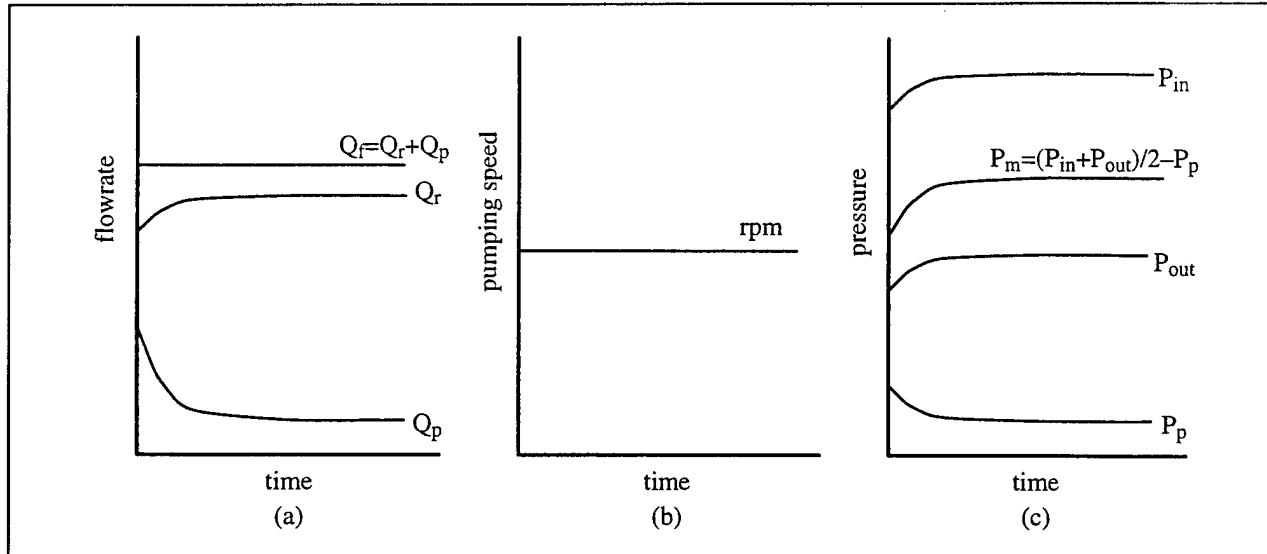 flowrate
Q_f=Q_r+Q_p
Q_r
Q_p
time
(a)
pumping speed
rpm
time
(b)
pressure
P_in
P_m=(P_in+P_out)/2–P_p
P_out
P_p
time
(c)